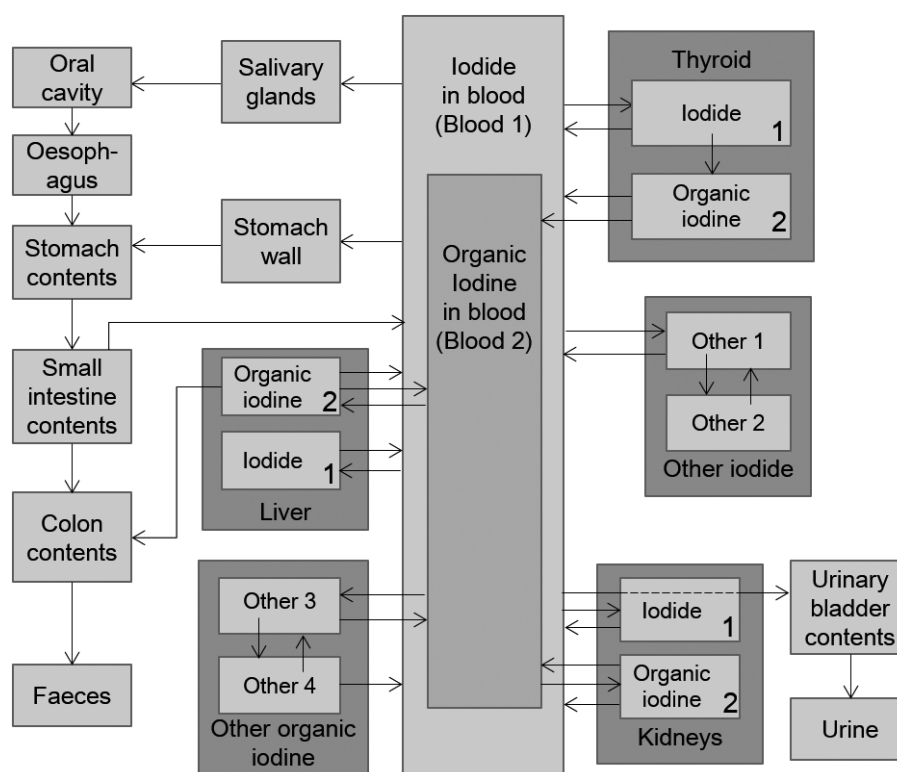 Oral
cavity
Salivary
glands
Iodide
in blood
(Blood 1)
Thyroid
Iodide
1
Oesoph-
agus
Organic
iodine
2
Stomach
contents
Stomach
wall
Organic
Iodine
in blood
(Blood 2)
Other 1
Other 2
Other iodide
Small
intestine
contents
Organic
iodine
2
Iodide
1
Liver
Colon
contents
Other 3
Other 4
Other organic
iodine
Iodide
1
Organic
iodine
2
Kidneys
Urinary
bladder
contents
Faeces
Urine